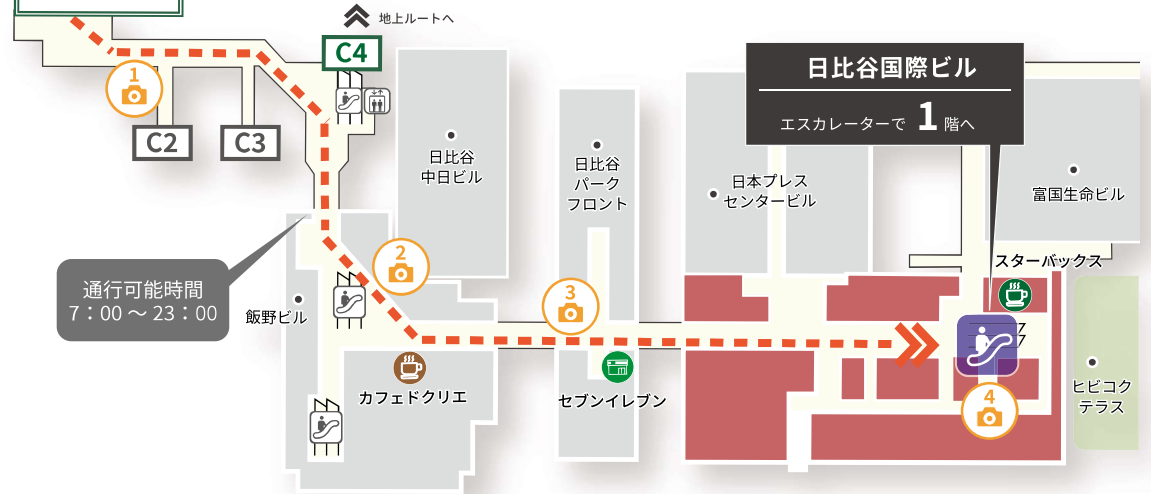 地上ルートへ
C4
1
C2
C3
日比谷
中日ビル
日比谷
パーク
フロント
日本プレス
センタービル
日比谷国際ビル
エスカレーターで 1 階へ
富国生命ビル
スターバックス
通行可能時間
7：00 〜 23：00
2
飯野ビル
3
カフェドクリエ
セブンイレブン
ヒビコク
テラス
4